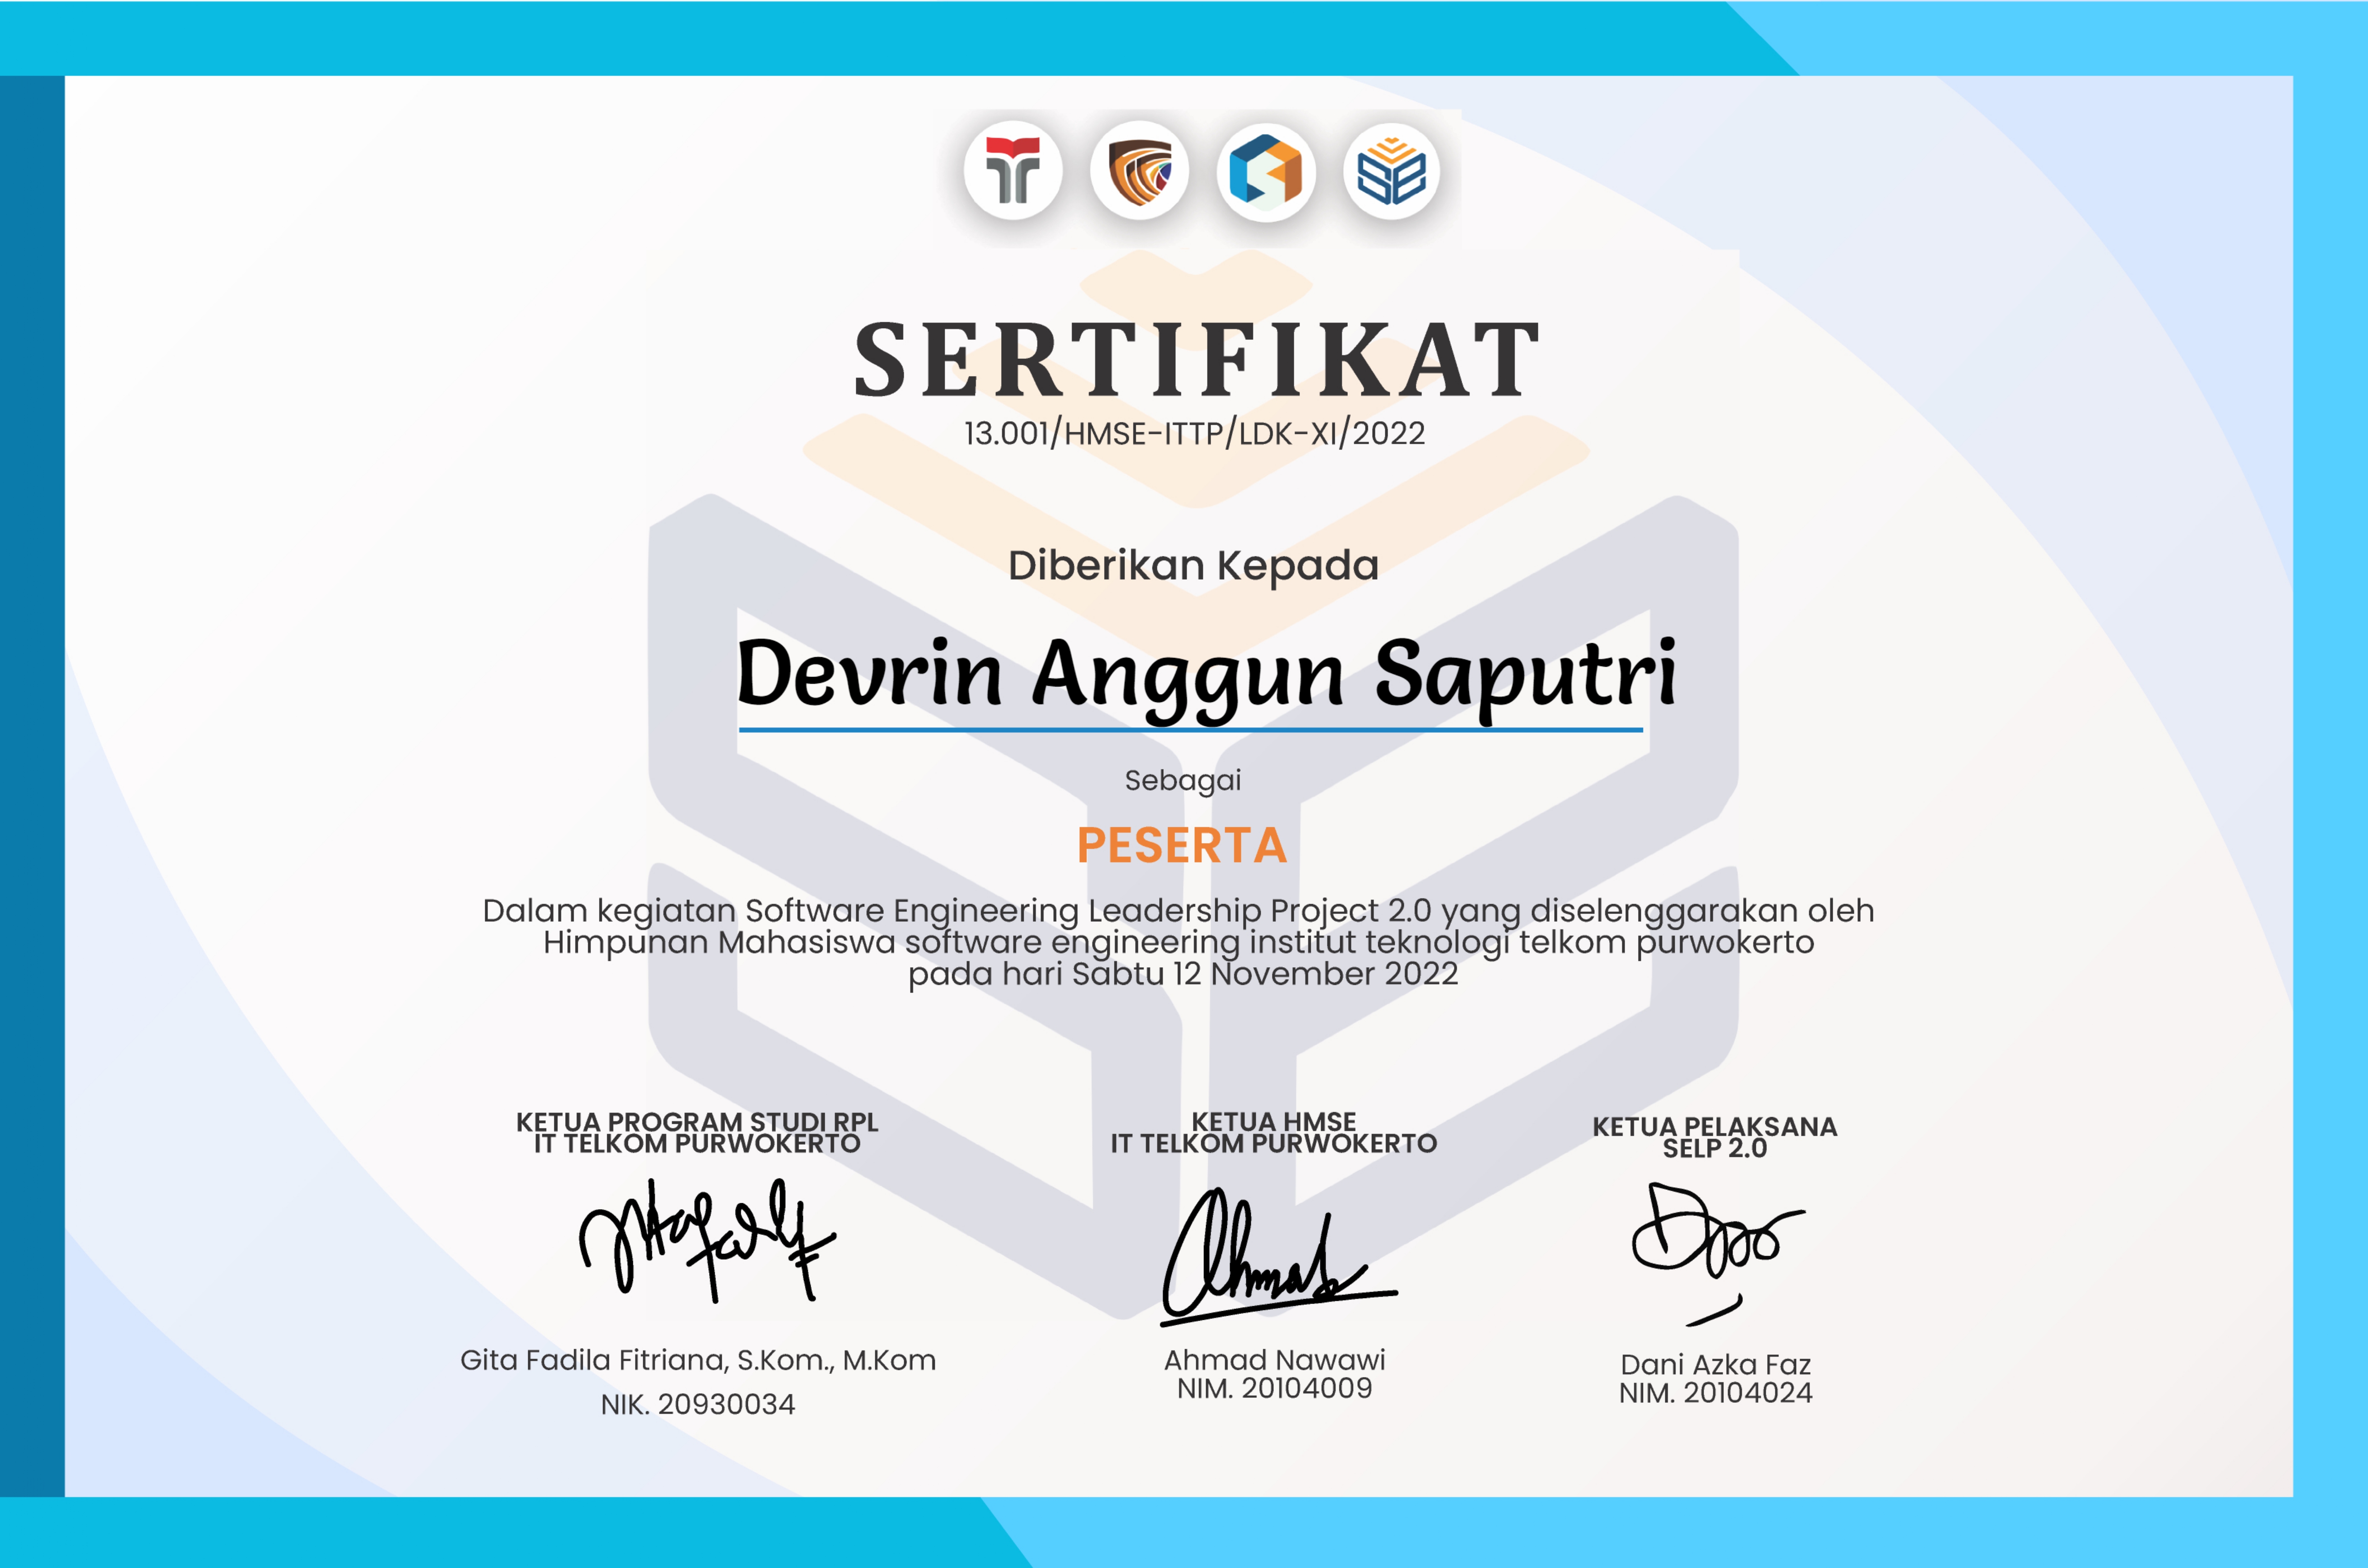 SERTIFIKAT
13.001/HMSE-ITTP/LDK-XI/2022
Diberikan Kepada
Devrin Anggun Saputri
Sebagai
PESERTA
Dalam kegiatan Software Engineering Leadership Project 2.0 yang diselenggarakan oleh
Himpunan Mahasiswa software engineering institut teknologi telkom purwokerto
pada hari Sabtu 12 November 2022
KETUA PROGRAM STUDI RPL
IT TELKOM PURWOKERTO
Gita Fadila Fitriana, S.Kom., M.Kom
NIK. 20930034
KETUA HMSE
IT TELKOM PURWOKERTO
Ahmad Nawawi
NIM. 20104009
KETUA PELAKSANA
SELP 2.0
Dani Azka Faz
NIM. 20104024